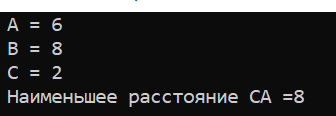 A = 6
B = 8
C = 2
Наименьшее расстояние CA =8